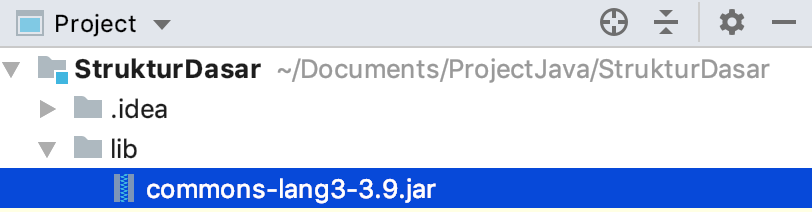 Project
StrukturDasar ~/Documents/ProjectJava/StrukturDasar
.idea
lib
commons-lang3-3.9.jar